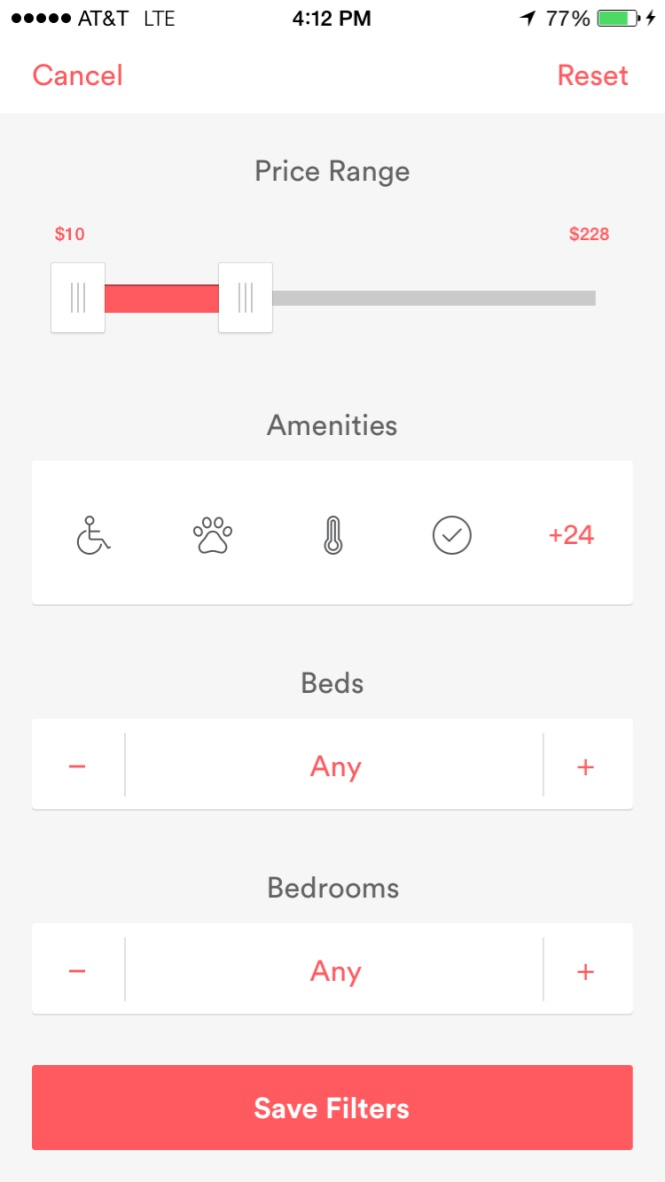 AT&T LTE 4:12 PM 77%
Cancel Reset
Price Range
$10 $228
Amenities
+24
Beds
− Any +
Bedrooms
− Any +
Save Filters